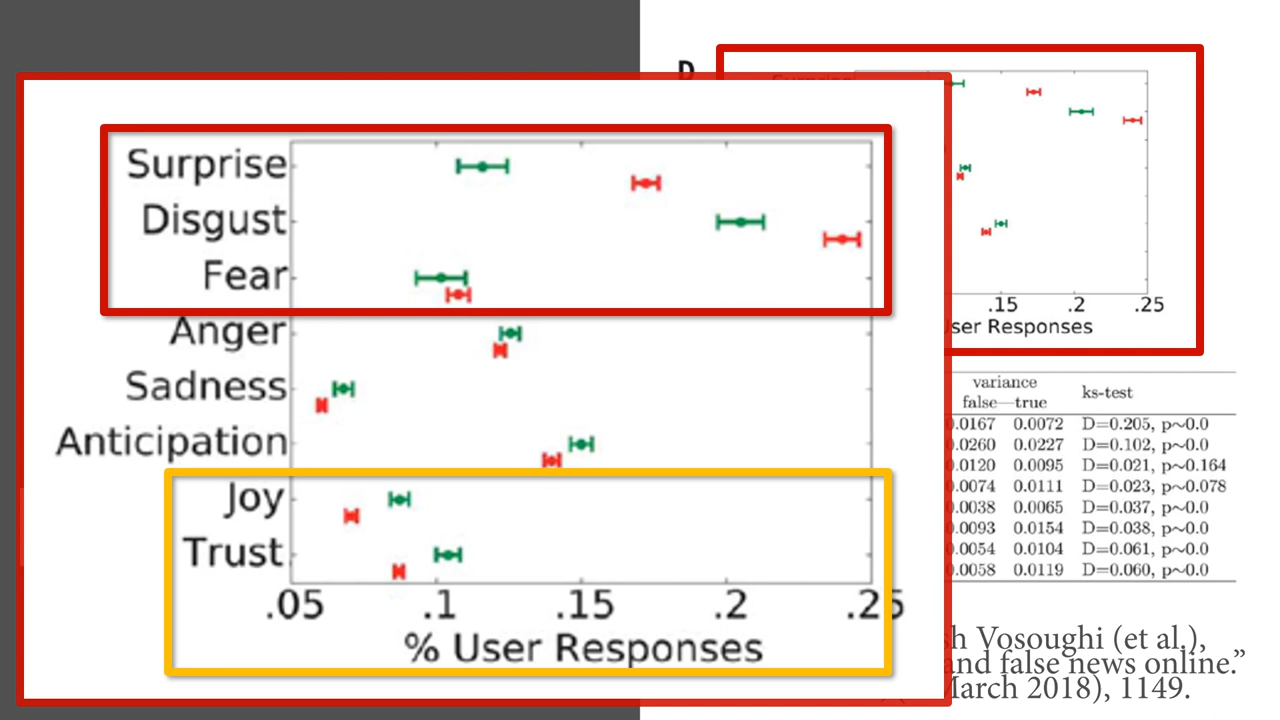 D
Surprise
Disgust
Fear
Anger
Sadness
Anticipation
Joy
Trust
.05 .1 .15 .2 .25
% User Responses
.15 .2 .25
User Responses
variance
false—true
ks-test
0.0167 0.0072 D=0.205, p~0.0
0.0260 0.0227 D=0.102, p~0.0
0.0120 0.0095 D=0.021, p~0.164
0.0074 0.0111 D=0.023, p~0.078
0.0038 0.0065 D=0.037, p~0.0
0.0093 0.0154 D=0.038, p~0.0
0.0054 0.0104 D=0.061, p~0.0
0.0058 0.0119 D=0.060, p~0.0
sh Vosoughi (et al.),
and false news online.”
March 2018), 1149.